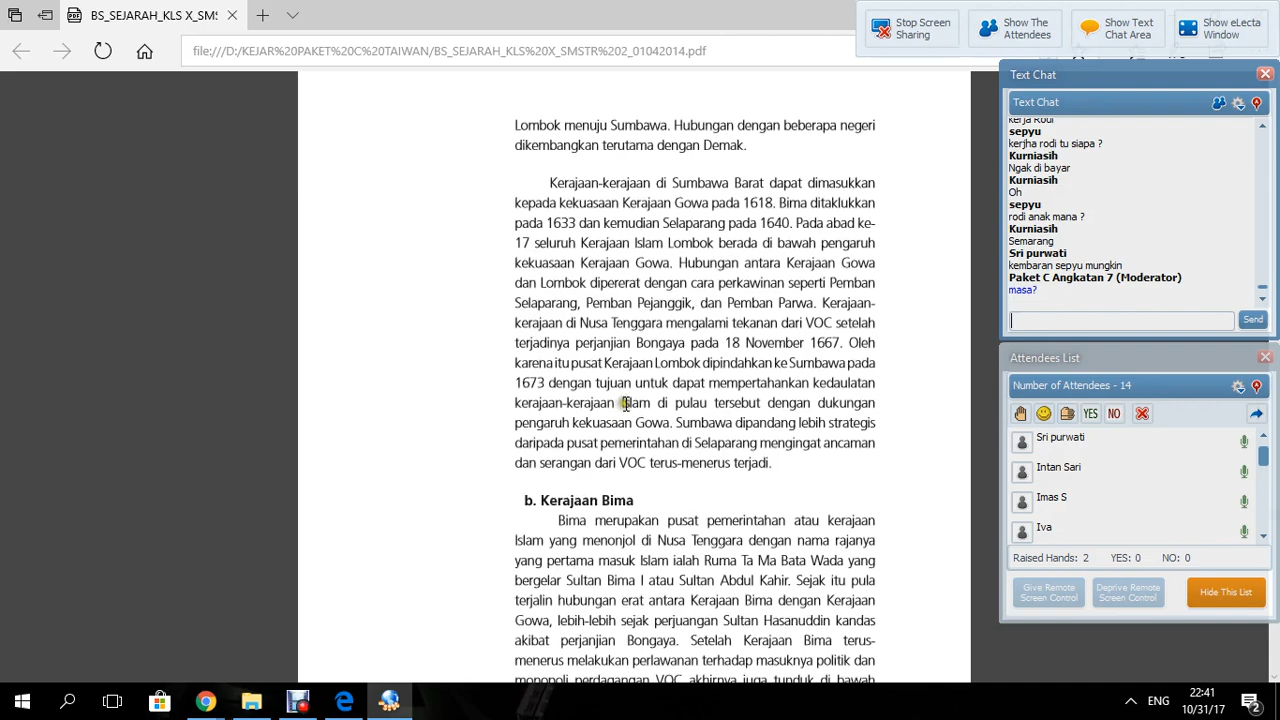 BS_SEJARAH_KLS X_SMS
file:///D:/KEJAR%20PAKET%20C%20TAIWAN/BS_SEJARAH_KLS%20X_SMSTR%202_01042014.pdf
Stop Screen
Sharing
Show The
Attendees
Show Text
Chat Area
Show eLecta
Window
Lombok menuju Sumbawa. Hubungan dengan beberapa negeri
dikembangkan terutama dengan Demak.
Kerajaan-kerajaan di Sumbawa Barat dapat dimasukkan
kepada kekuasaan Kerajaan Gowa pada 1618. Bima ditaklukkan
pada 1633 dan kemudian Selaparang pada 1640. Pada abad ke-
17 seluruh Kerajaan Islam Lombok berada di bawah pengaruh
kekuasaan Kerajaan Gowa. Hubungan antara Kerajaan Gowa
dan Lombok dipererat dengan cara perkawinan seperti Pemban
Selaparang, Pemban Pejanggik, dan Pemban Parwa. Kerajaan-
kerajaan di Nusa Tenggara mengalami tekanan dari VOC setelah
terjadinya perjanjian Bongaya pada 18 November 1667. Oleh
karena itu pusat Kerajaan Lombok dipindahkan ke Sumbawa pada
1673 dengan tujuan untuk dapat mempertahankan kedaulatan
kerajaan-kerajaan Islam di pulau tersebut dengan dukungan
pengaruh kekuasaan Gowa. Sumbawa dipandang lebih strategis
daripada pusat pemerintahan di Selaparang mengingat ancaman
dan serangan dari VOC terus-menerus terjadi.
b. Kerajaan Bima
Bima merupakan pusat pemerintahan atau kerajaan
Islam yang menonjol di Nusa Tenggara dengan nama rajanya
yang pertama masuk Islam ialah Ruma Ta Ma Bata Wada yang
bergelar Sultan Bima I atau Sultan Abdul Kahir. Sejak itu pula
terjalin hubungan erat antara Kerajaan Bima dengan Kerajaan
Gowa, lebih-lebih sejak perjuangan Sultan Hasanuddin kandas
akibat perjanjian Bongaya. Setelah Kerajaan Bima terus-
menerus melakukan perlawanan terhadap masuknya politik dan
monopoli perdagangan VOC akhirnya juga tunduk di bawah
Text Chat
Text Chat
kerja Rodi
sepyu
kerjha rodi tu siapa ?
Kurniasih
Ngak di bayar
Kurniasih
Oh
sepyu
rodi anak mana ?
Kurniasih
Semarang
Sri purwati
kembaran sepyu mungkin
Paket C Angkatan 7 (Moderator)
masa?
Send
Attendees List
Number of Attendees - 14
YES
NO
Sri purwati
Intan Sari
Imas S
Iva
Raised Hands: 2 YES: 0 NO: 0
Give Remote
Screen Control
Deprive Remote
Screen Control
Hide This List
ENG
22:41
10/31/17
2